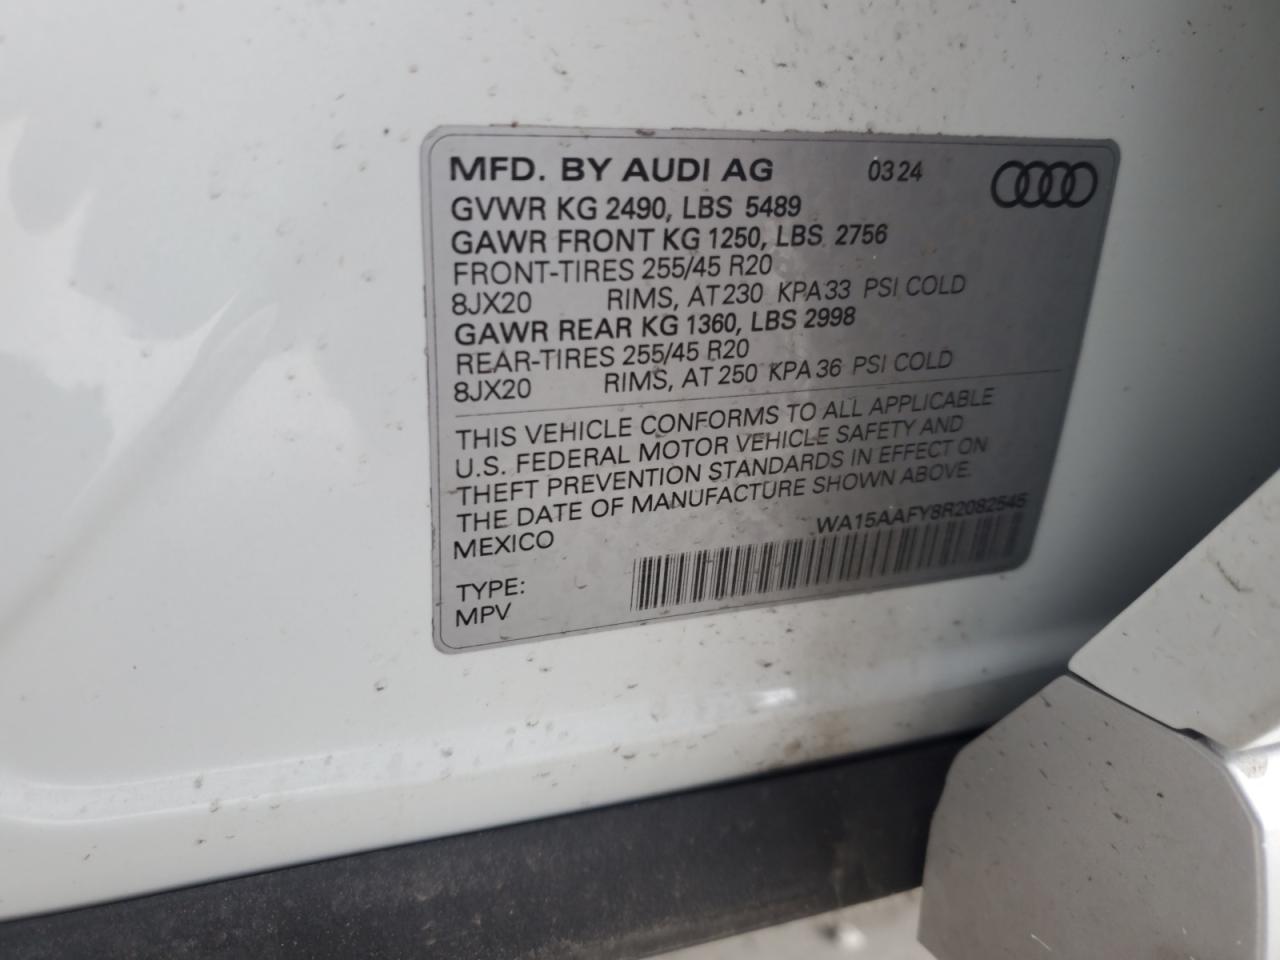 MFD. BY AUDI AG 03 24
GVWR KG 2490, LBS 5489
GAWR FRONT KG 1250, LBS 2756
FRONT-TIRES 255/45 R20
8JX20 RIMS, AT 230 KPA 33 PSI COLD
GAWR REAR KG 1360, LBS 2998
REAR-TIRES 255/45 R20
8JX20 RIMS, AT 250 KPA 36 PSI COLD
THIS VEHICLE CONFORMS TO ALL APPLICABLE
U.S. FEDERAL MOTOR VEHICLE SAFETY AND
THEFT PREVENTION STANDARDS IN EFFECT ON
THE DATE OF MANUFACTURE SHOWN ABOVE.
MEXICO WA15AAFY8R2082545
TYPE:
MPV